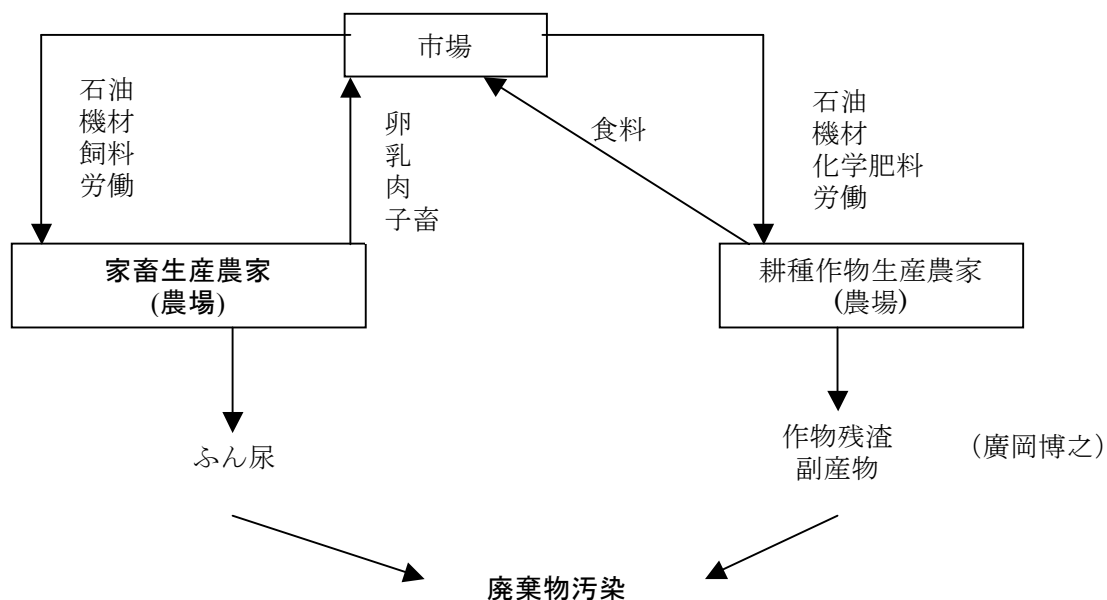 市場
石油
機材
飼料
労働
卵
乳
肉
子畜
食料
石油
機材
化学肥料
労働
家畜生産農家
(農場)
耕種作物生産農家
(農場)
ふん尿
作物残渣
副産物
（廣岡博之）
廃棄物汚染